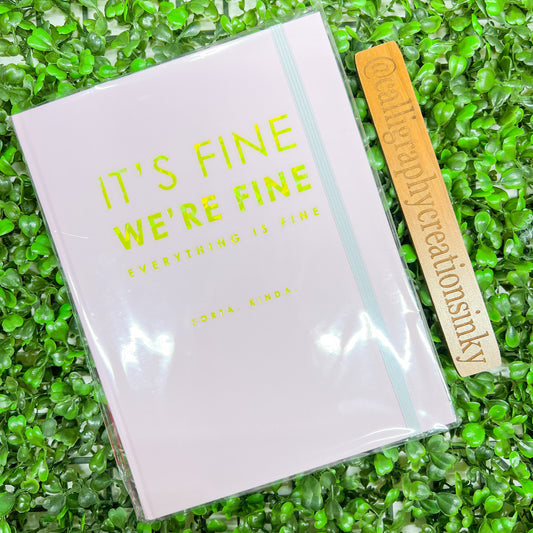 IT'S FINE
WE'RE FINE
EVERYTHING IS FINE
SORTA. KINDA.
@calligraphycreationsinky